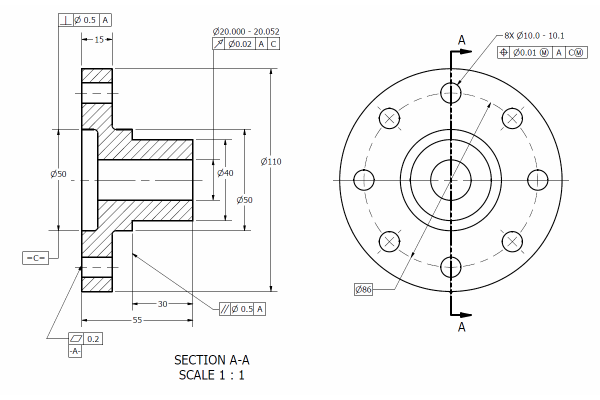 ⊥ Ø 0.5 A
15
Ø20.000 - 20.052
↗ Ø0.02 A C
A
8X Ø10.0 - 10.1
⌖ Ø0.01 Ⓜ A CⓂ
Ø50
Ø40
Ø110
Ø50
=C=
Ø86
30
// Ø 0.5 A
55
⏥ 0.2
-A-
A
SECTION A-A
SCALE 1 : 1